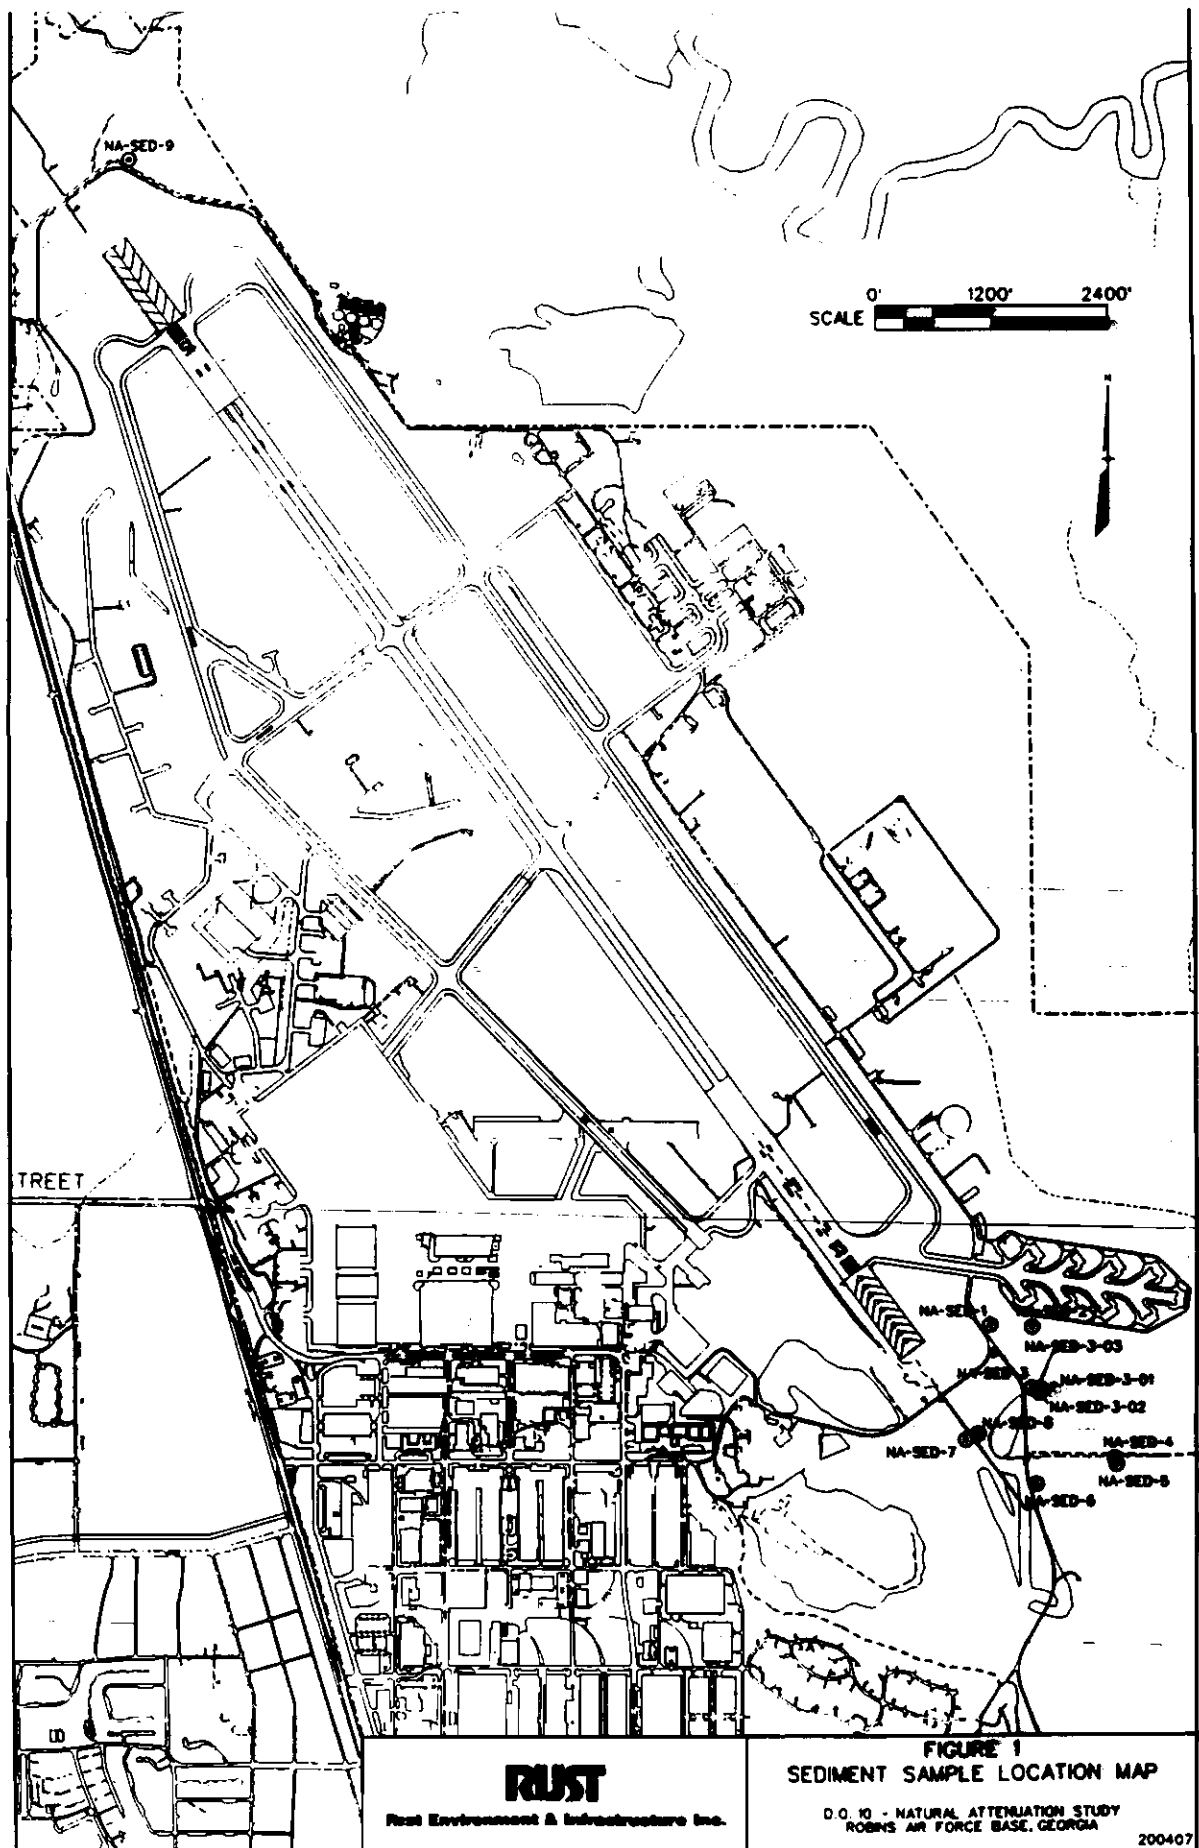 NA-SED-9
0' 1200' 2400'
SCALE
N
TREET
NA-SED-1
NA-SED-2
NA-SED-3-03
NA-SED-3
NA-SED-3-01
NA-SED-3-02
NA-SED-8
NA-SED-7
NA-SED-4
NA-SED-5
NA-SED-6
RUST
Rust Environment & Infrastructure Inc.
FIGURE 1
SEDIMENT SAMPLE LOCATION MAP
D.O. 10 - NATURAL ATTENUATION STUDY
ROBINS AIR FORCE BASE, GEORGIA
200407